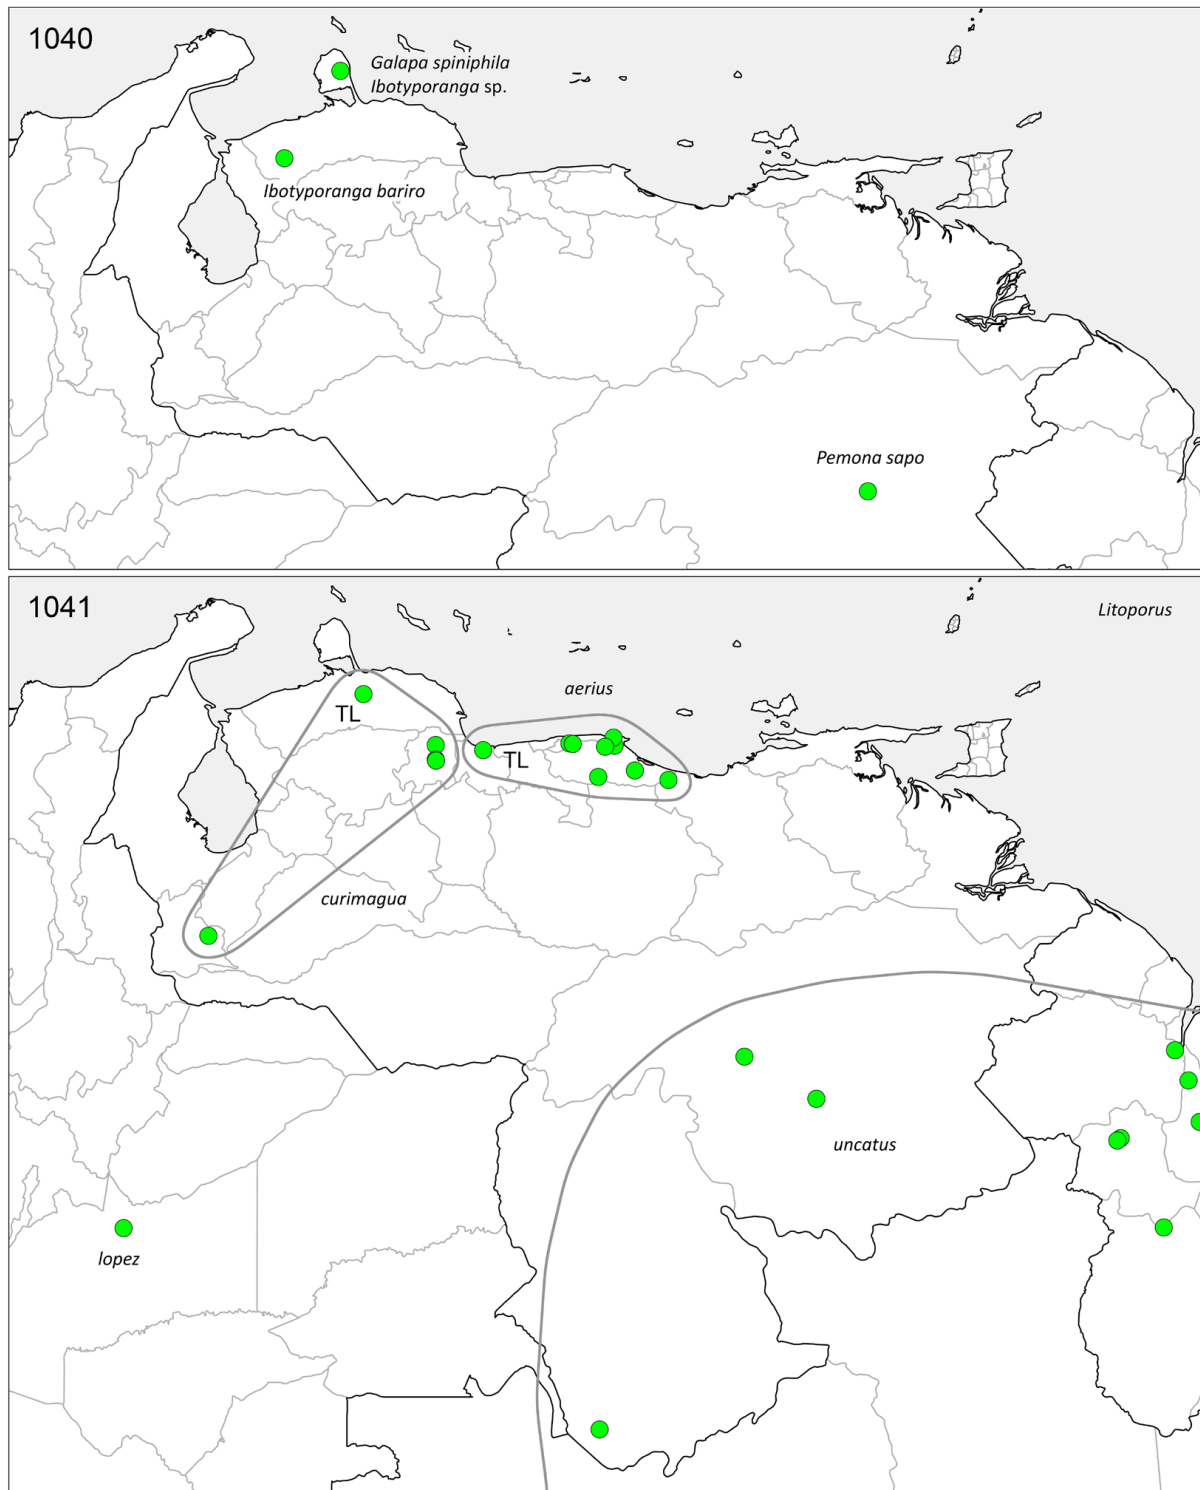 1040
Galapa spiniphila
Ibotyporanga sp.
Ibotyporanga bariro
Pemona sapo
1041
Litoporus
aerius
TL
TL
curimagua
uncatus
lopez